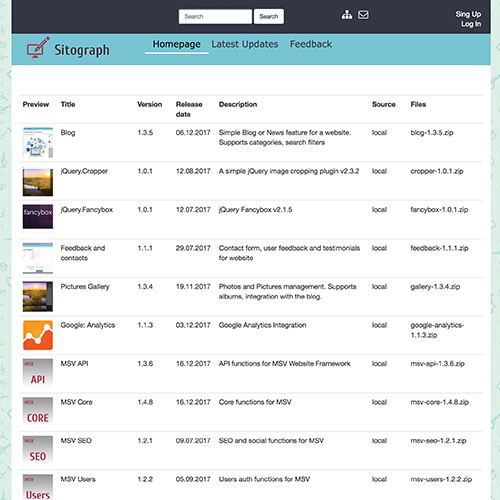 Search Search Sing Up
Log In
Sitograph Homepage Latest Updates Feedback
Preview Title Version Release date Description Source Files
Blog 1.3.5 06.12.2017 Simple Blog or News feature for a website. local blog-1.3.5.zip
Supports categories, search filters
jQuery.Cropper 1.0.1 12.08.2017 A simple jQuery image cropping plugin v2.3.2 local cropper-1.0.1.zip
fancybox jQuery.Fancybox 1.0.1 12.07.2017 jQuery Fancybox v2.1.5 local fancybox-1.0.1.zip
Feedback and 1.1.1 29.07.2017 Contact form, user feedback and testimonials local feedback-1.1.1.zip
contacts for website
Pictures Gallery 1.3.4 19.11.2017 Photos and Pictures management. Supports local gallery-1.3.4.zip
albums, integration with the blog.
Google: Analytics 1.1.3 03.12.2017 Google Analytics Integration local google-analytics-
1.1.3.zip
MSV API MSV API 1.3.6 16.12.2017 API functions for MSV Website Framework local msv-api-1.3.6.zip
MSV CORE MSV Core 1.4.8 16.12.2017 Core functions for MSV local msv-core-1.4.8.zip
MSV SEO MSV SEO 1.2.1 09.07.2017 SEO and social functions for MSV local msv-seo-1.2.1.zip
MSV Users MSV Users 1.2.2 05.09.2017 Users auth functions for MSV local msv-users-1.2.2.zip